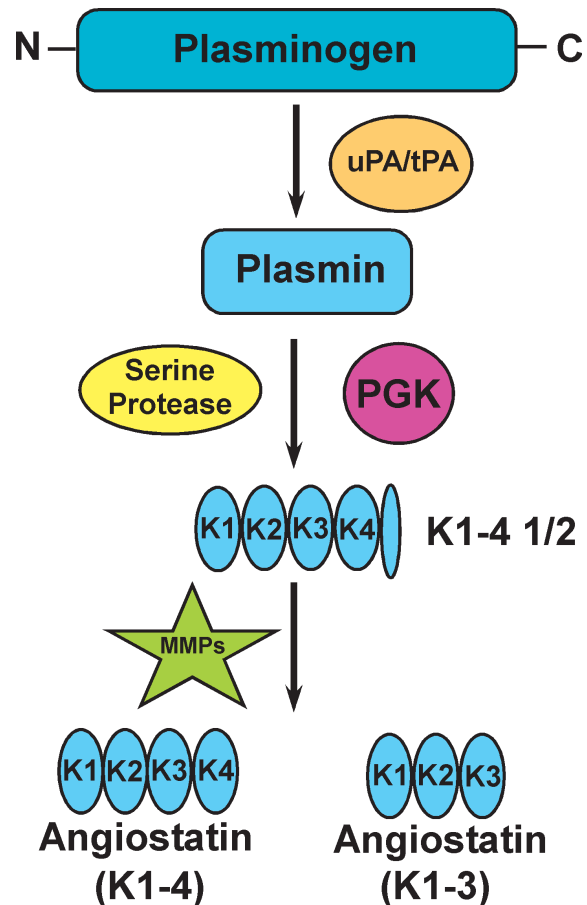 N
Plasminogen
C
uPA/tPA
Plasmin
Serine
Protease
PGK
K1 K2 K3 K4
K1-4 1/2
MMPs
K1 K2 K3 K4
K1 K2 K3
Angiostatin
(K1-4)
Angiostatin
(K1-3)